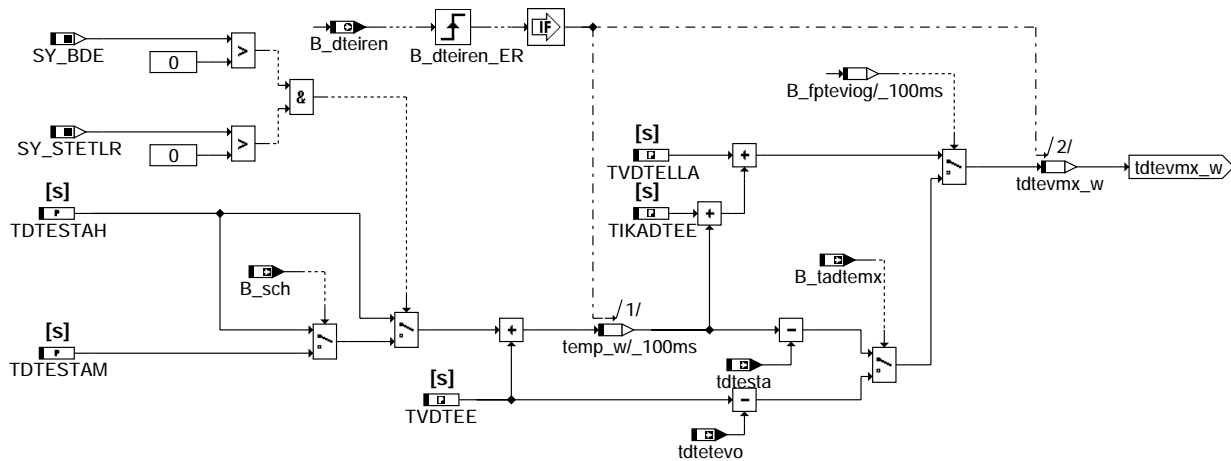 SY_BDE
0
>
B_dteiren
B_dteiren_ER
IF
&
B_fpteviog/_100ms
SY_STETLR
0
>
[s]
TVDTELLA
+
/2/
tdtevmx_w
tdtevmx_w
[s]
TDTESTAH
P
[s]
TIKADTEE
+
B_sch
B_tadtemx
[s]
TDTESTAM
P
+
/1/
temp_w/_100ms
-
tdtesta
[s]
TVDTEE
-
tdtetevo